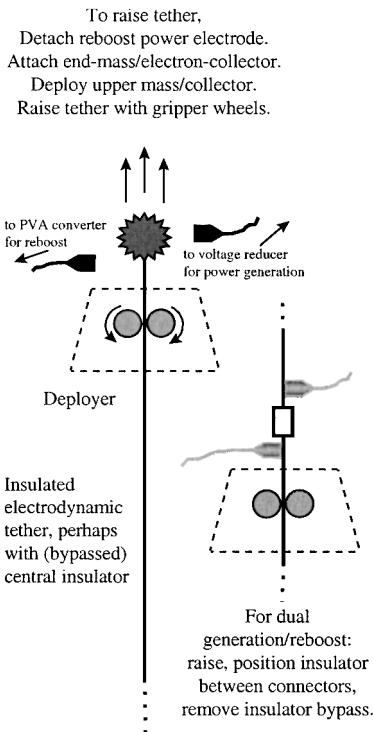 To raise tether,
Detach reboost power electrode.
Attach end-mass/electron-collector.
Deploy upper mass/collector.
Raise tether with gripper wheels.
to PVA converter
for reboost
to voltage reducer
for power generation
Deployer
Insulated
electrodynamic
tether, perhaps
with (bypassed)
central insulator
For dual
generation/reboost:
raise, position insulator
between connectors,
remove insulator bypass.